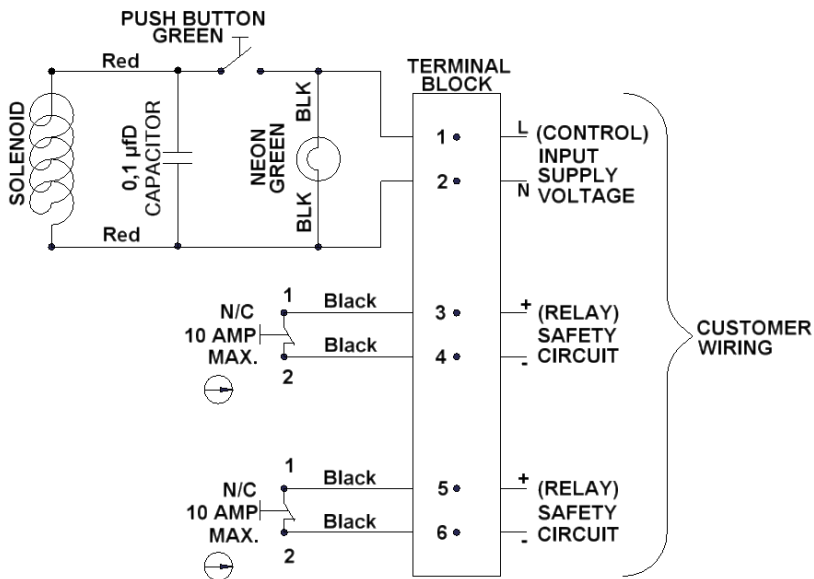 PUSH BUTTON
GREEN
Red
SOLENOID
0,1 µfD
CAPACITOR
BLK
NEON
GREEN
BLK
Red
TERMINAL
BLOCK
1
2
3
4
5
6
L (CONTROL)
INPUT
SUPPLY
N VOLTAGE
1
N/C
10 AMP
MAX.
2
Black
Black
+ (RELAY)
SAFETY
- CIRCUIT
1
N/C
10 AMP
MAX.
2
Black
Black
+ (RELAY)
SAFETY
- CIRCUIT
CUSTOMER
WIRING